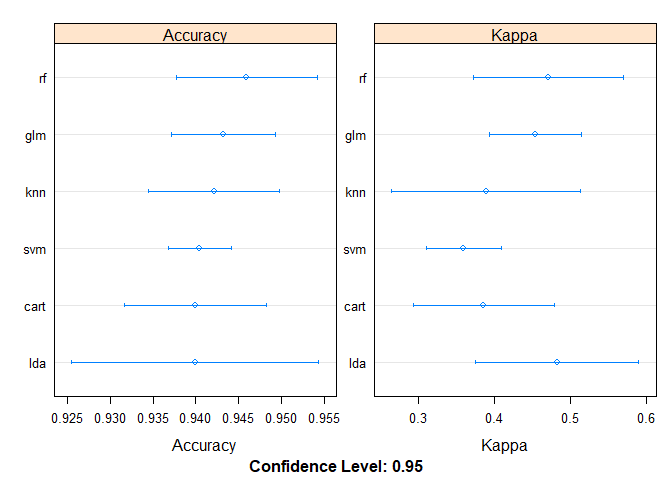 Accuracy Kappa
rf rf
glm glm
knn knn
svm svm
cart cart
lda lda
0.925 0.930 0.935 0.940 0.945 0.950 0.955 0.3 0.4 0.5 0.6
Accuracy Kappa
Confidence Level: 0.95